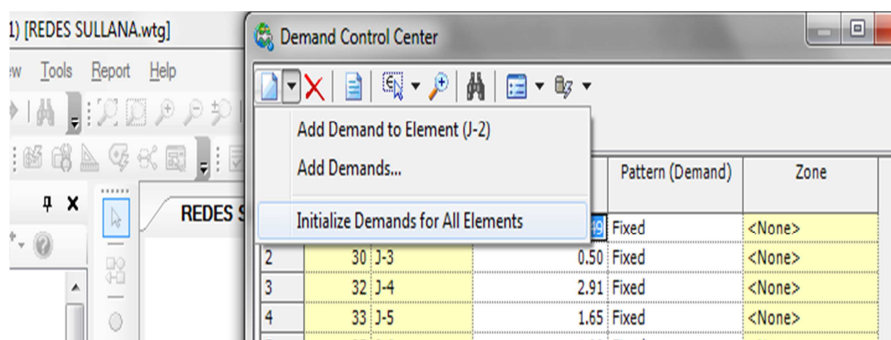 1) [REDES SULLANA.wtg]
Demand Control Center
Tools Report Help
Add Demand to Element (J-2)
Add Demands...
Initialize Demands for All Elements
REDES S
Pattern (Demand) Zone
Fixed <None>
2 30 J-3 0.50 Fixed <None>
3 32 J-4 2.91 Fixed <None>
4 33 J-5 1.65 Fixed <None>